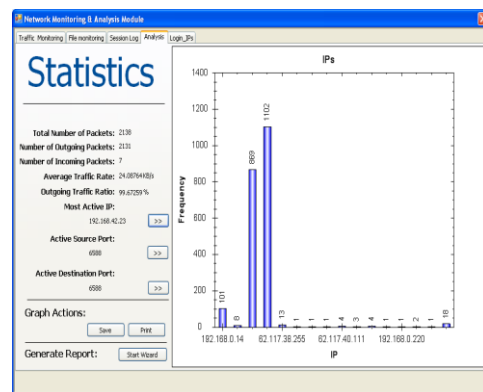 Network Monitoring & Analysis Module
Traffic Monitoring File monitoring Session Log Analysis Login_IPs
Statistics
Total Number of Packets: 2138
Number of Outgoing Packets: 2131
Number of Incoming Packets: 7
Average Traffic Rate: 24.08764KB/s
Outgoing Traffic Ratio: 99.67259 %
Most Active IP:
192.168.42.23 >>
Active Source Port:
6588 >>
Active Destination Port:
6588 >>
Graph Actions:
Save Print
Generate Report: Start Wizard
IPs
Frequency
1400
1200
1000
800
600
400
200
0
101 8 869 1102 13 1 1 1 4 3 4 1 1 2 1 18
192.168.0.14 62.117.38.255 62.117.40.111 192.168.0.220
IP